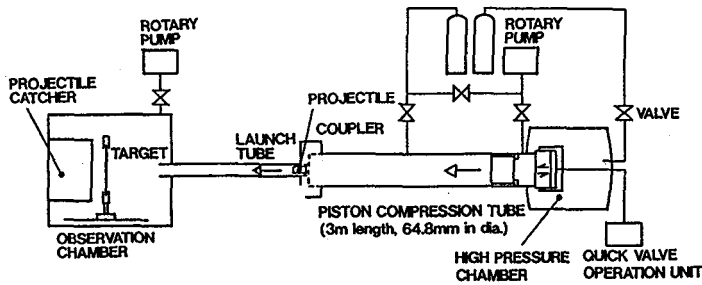 ROTARY
PUMP
PROJECTILE
CATCHER
TARGET
OBSERVATION
CHAMBER
LAUNCH
TUBE
PROJECTILE
COUPLER
ROTARY
PUMP
VALVE
PISTON COMPRESSION TUBE
(3m length, 64.8mm in dia.)
HIGH PRESSURE
CHAMBER
QUICK VALVE
OPERATION UNIT